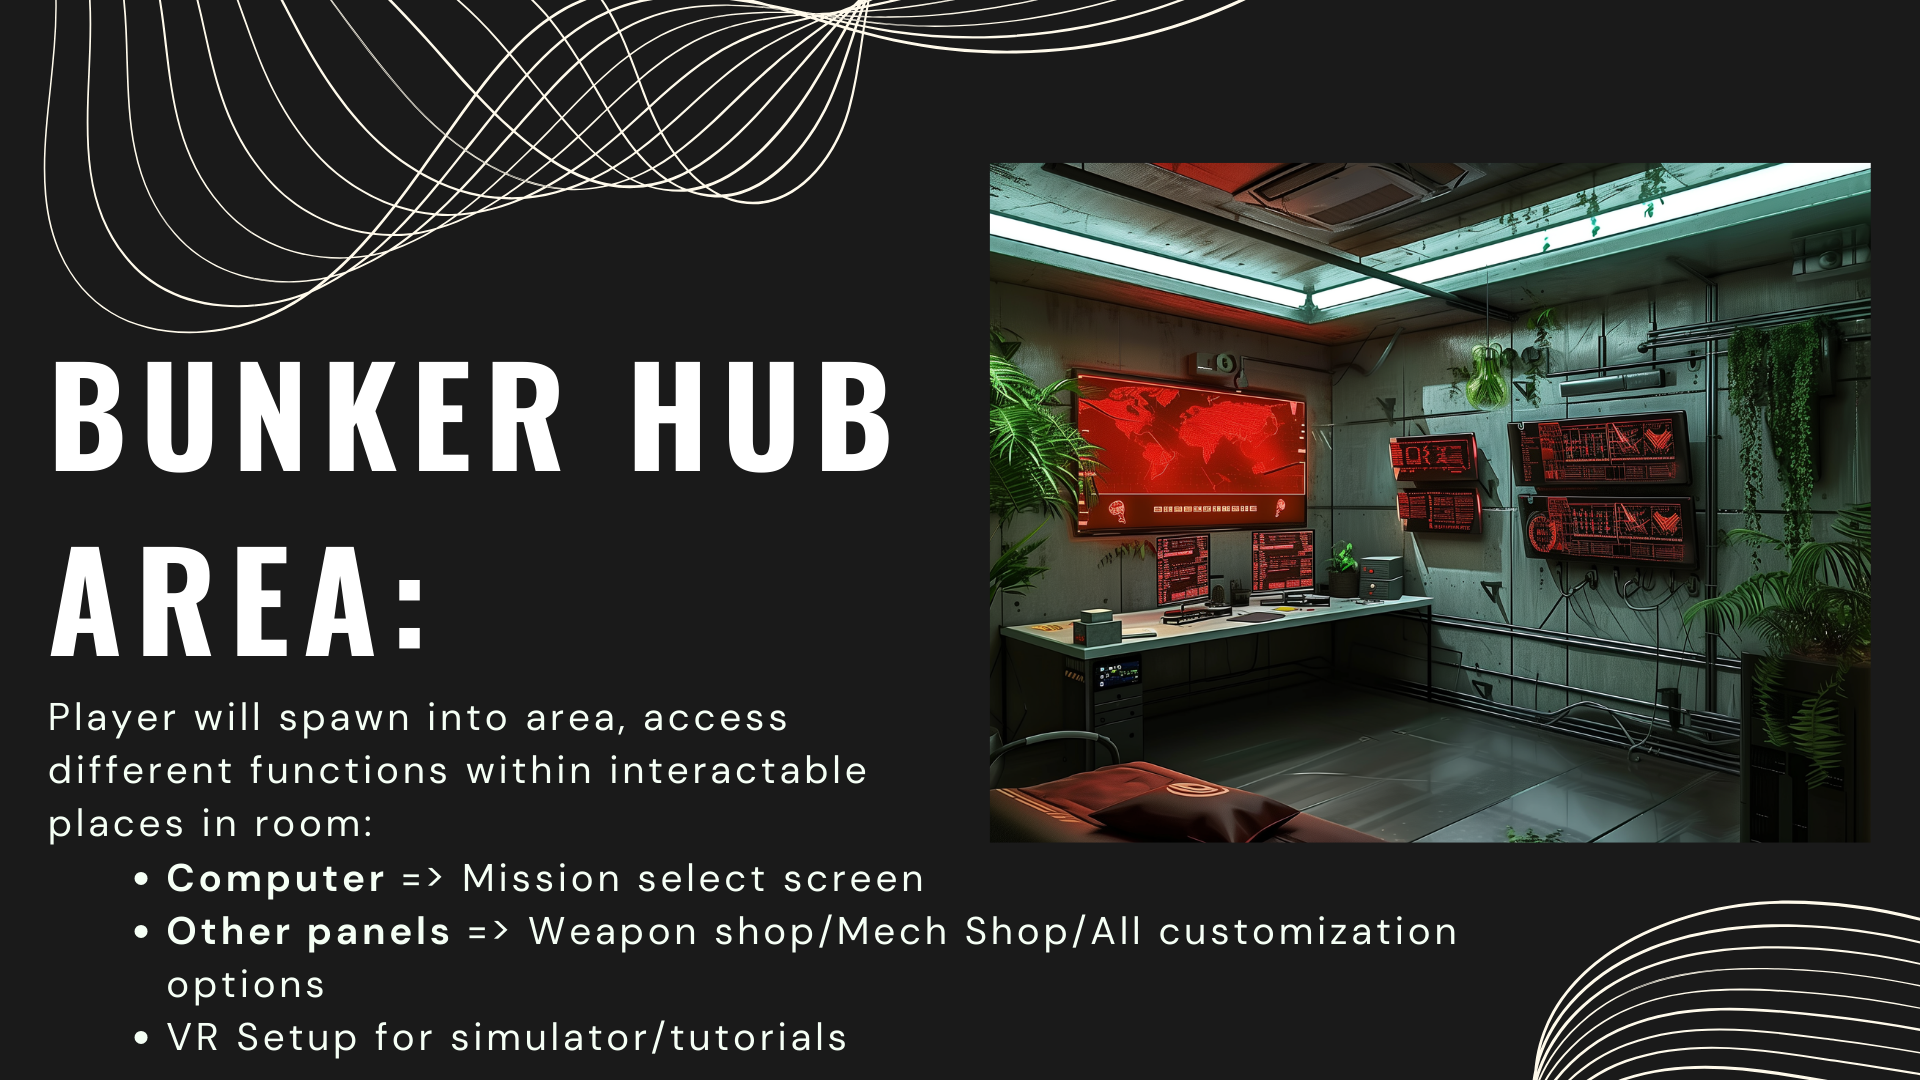 BUNKER HUB
AREA:
Player will spawn into area, access
different functions within interactable
places in room:
• Computer => Mission select screen
• Other panels => Weapon shop/Mech Shop/All customization
options
• VR Setup for simulator/tutorials